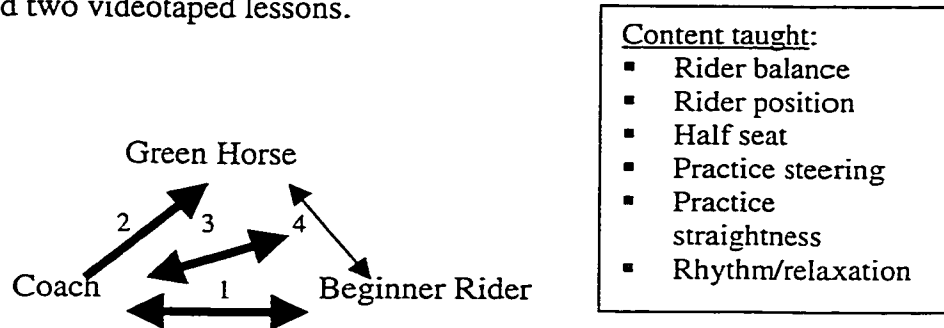 d two videotaped lessons.
Green Horse
2
3
4
Coach
1
Beginner Rider
Content taught:
▪ Rider balance
▪ Rider position
▪ Half seat
▪ Practice steering
▪ Practice
straightness
▪ Rhythm/relaxation